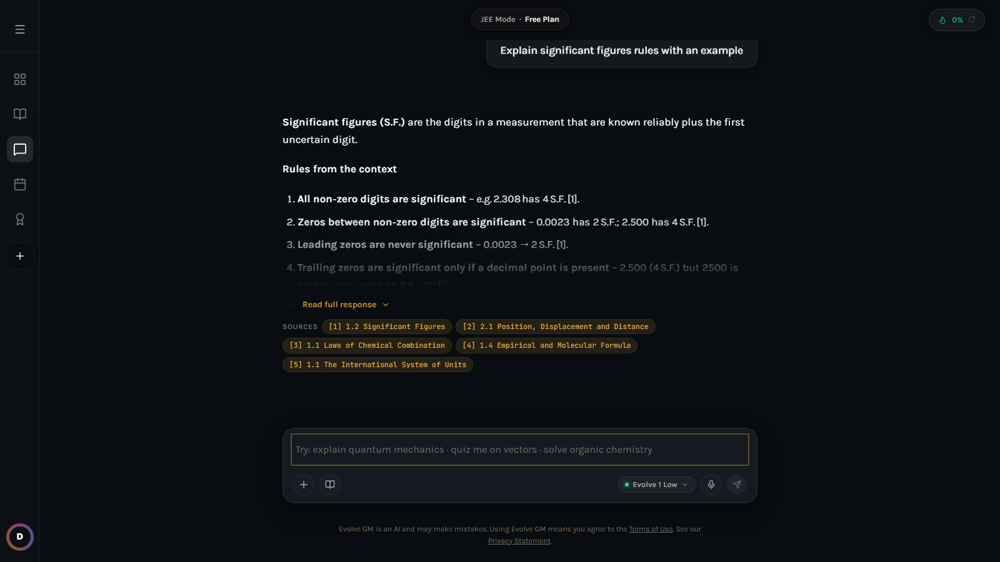 JEE Mode • Free Plan
0%
Explain significant figures rules with an example
Significant figures (S.F.) are the digits in a measurement that are known reliably plus the first
uncertain digit.
Rules from the context
1. All non-zero digits are significant – e.g. 2.308 has 4 S.F. [1].
2. Zeros between non-zero digits are significant – 0.0023 has 2 S.F.; 2.500 has 4 S.F. [1].
3. Leading zeros are never significant – 0.0023 → 2 S.F. [1].
4. Trailing zeros are significant only if a decimal point is present – 2.500 (4 S.F.) but 2500 is
ambiguous; write as 2.5 × 10³ [1].
Read full response
SOURCES [1] 1.2 Significant Figures [2] 2.1 Position, Displacement and Distance
[3] 1.1 Laws of Chemical Combination [4] 1.4 Empirical and Molecular Formula
[5] 1.1 The International System of Units
Try: explain quantum mechanics · quiz me on vectors · solve organic chemistry
Evolve 1 Low
D
Evolve GM is an AI and may make mistakes. Using Evolve GM means you agree to the Terms of Use. See our
Privacy Statement.